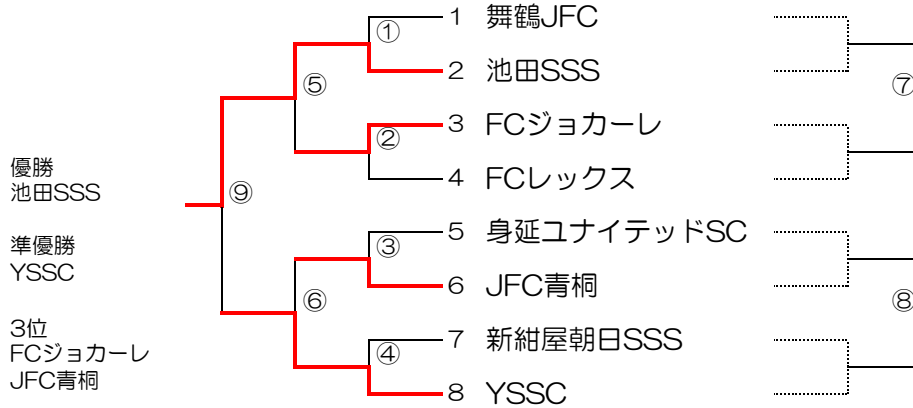 ① 1 舞鶴JFC
2 池田SSS
⑤ ⑦
② 3 FCジョカーレ
4 FCレックス
優勝
池田SSS
⑨
準優勝
YSSC
③ 5 身延ユナイテッドSC
6 JFC青桐
⑥ ⑧
3位
FCジョカーレ
JFC青桐
④ 7 新紺屋朝日SSS
8 YSSC